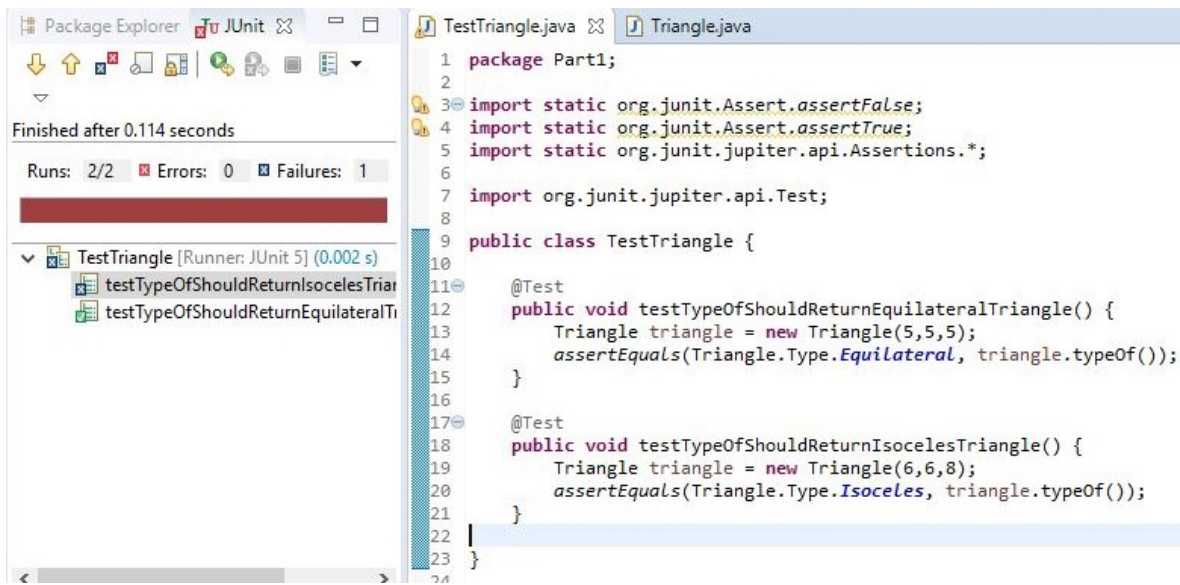 Package Explorer JUnit
Finished after 0.114 seconds
Runs: 2/2 Errors: 0 Failures: 1
TestTriangle [Runner: JUnit 5] (0.002 s)
testTypeOfShouldReturnIsocelesTrian
testTypeOfShouldReturnEquilateralTr
TestTriangle.java Triangle.java
1 package Part1;
2
3 import static org.junit.Assert.assertFalse;
4 import static org.junit.Assert.assertTrue;
5 import static org.junit.jupiter.api.Assertions.*;
6
7 import org.junit.jupiter.api.Test;
8
9 public class TestTriangle {
10
11 @Test
12 public void testTypeOfShouldReturnEquilateralTriangle() {
13 Triangle triangle = new Triangle(5,5,5);
14 assertEquals(Triangle.Type.Equilateral, triangle.typeOf());
15 }
16
17 @Test
18 public void testTypeOfShouldReturnIsocelesTriangle() {
19 Triangle triangle = new Triangle(6,6,8);
20 assertEquals(Triangle.Type.Isoceles, triangle.typeOf());
21 }
22
23 }
24